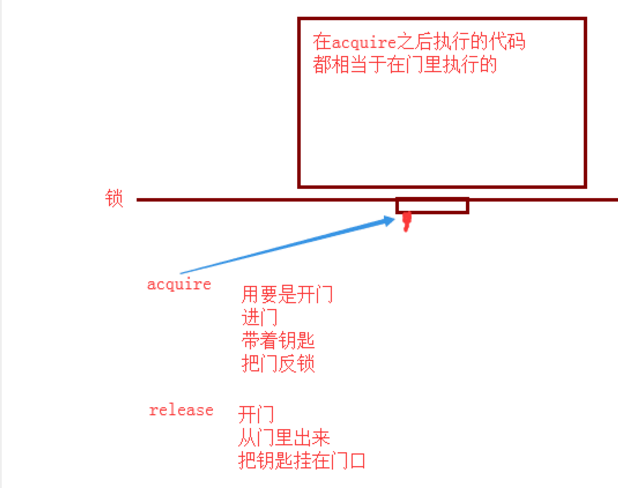 在acquire之后执行的代码
都相当于在门里执行的
锁
acquire
用要是开门
进门
带着钥匙
把门反锁
release
开门
从门里出来
把钥匙挂在门口